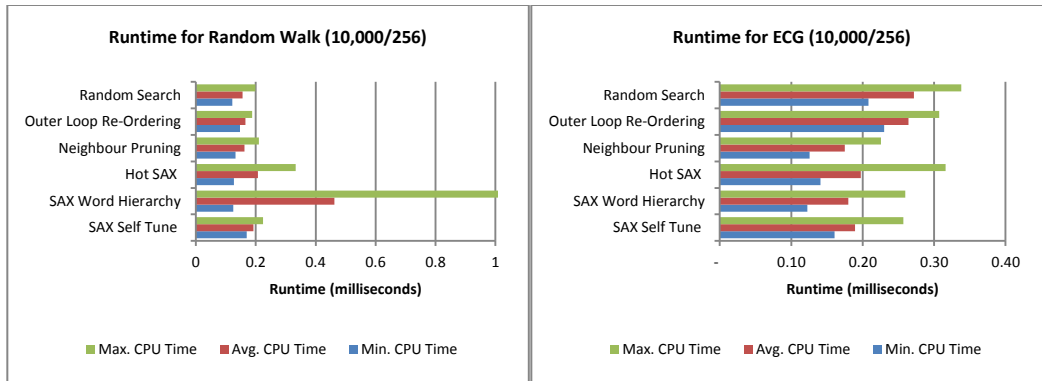 Runtime for Random Walk (10,000/256)
Random Search
Outer Loop Re-Ordering
Neighbour Pruning
Hot SAX
SAX Word Hierarchy
SAX Self Tune
0 0.2 0.4 0.6 0.8 1
Runtime (milliseconds)
Max. CPU Time Avg. CPU Time Min. CPU Time
Runtime for ECG (10,000/256)
Random Search
Outer Loop Re-Ordering
Neighbour Pruning
Hot SAX
SAX Word Hierarchy
SAX Self Tune
- 0.10 0.20 0.30 0.40
Runtime (milliseconds)
Max. CPU Time Avg. CPU Time Min. CPU Time